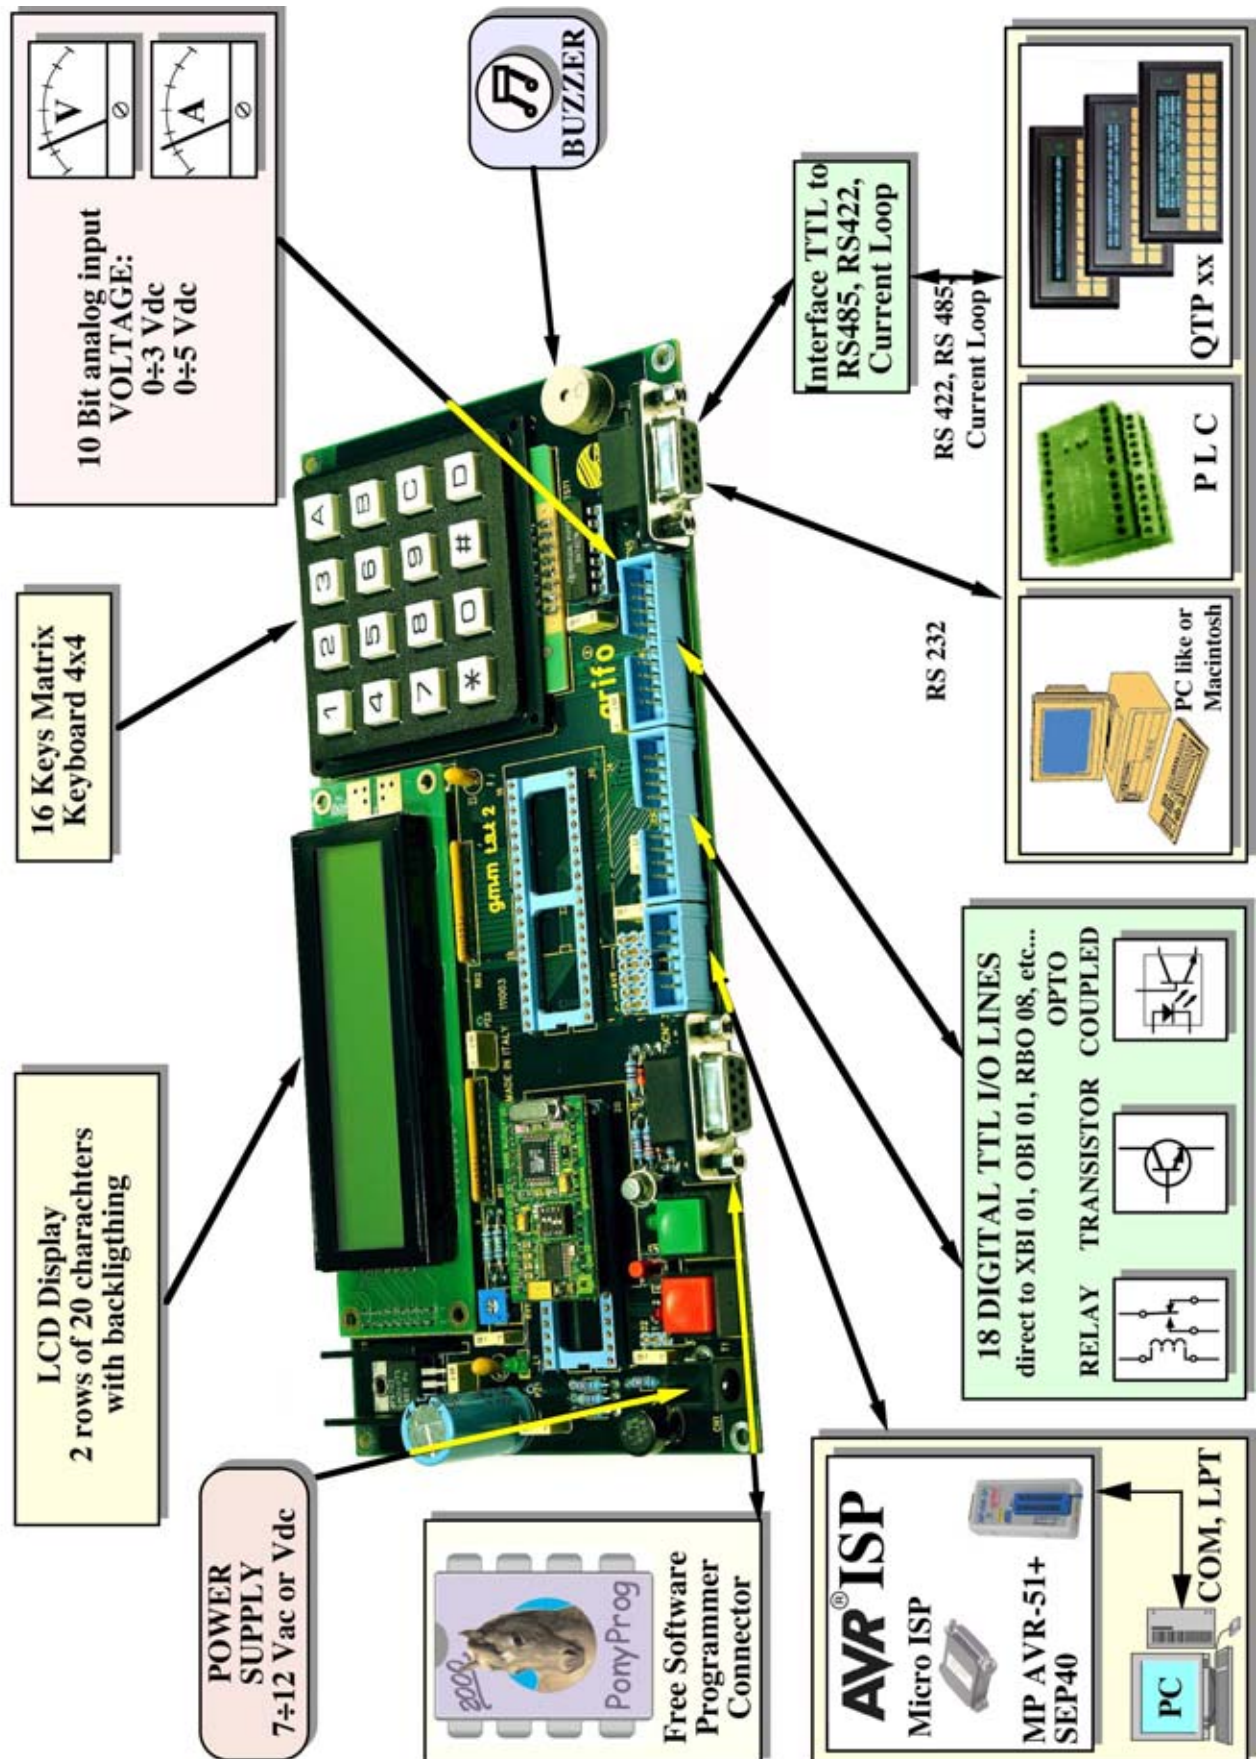 LCD Display
2 rows of 20 charachters
with backligthing
16 Keys Matrix
Keyboard 4x4
10 Bit analog input
VOLTAGE:
0÷3 Vdc
0÷5 Vdc
V
A
POWER
SUPPLY
7÷12 Vac or Vdc
BUZZER
1 2 3 A
4 5 6 B
7 8 9 C
* 0 # D
gmm tst 2
MADE IN ITALY 111003
grifo®
AVR
2000
PonyProg
Free Software
Programmer
Connector
Interface TTL to
RS485, RS422,
Current Loop
RS 422, RS 485,
Current Loop
RS 232
AVR® ISP
Micro ISP
MP AVR-51+
SEP40
PC
COM, LPT
18 DIGITAL TTL I/O LINES
direct to XBI 01, OBI 01, RBO 08, etc...
OPTO
RELAY TRANSISTOR COUPLED
PC like or
Macintosh
P L C
QTP xx